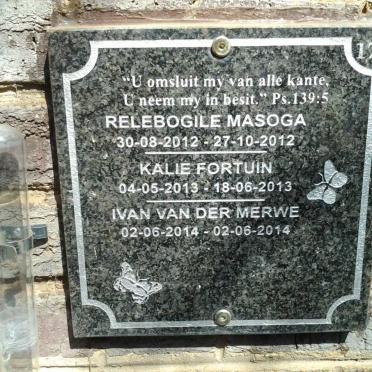 12
"U omsluit my van alle kante,
U neem my in besit." Ps.139:5
RELEBOGILE MASOGA
30-08-2012 - 27-10-2012
KALIE FORTUIN
04-05-2013 - 18-06-2013
IVAN VAN DER MERWE
02-06-2014 - 02-06-2014